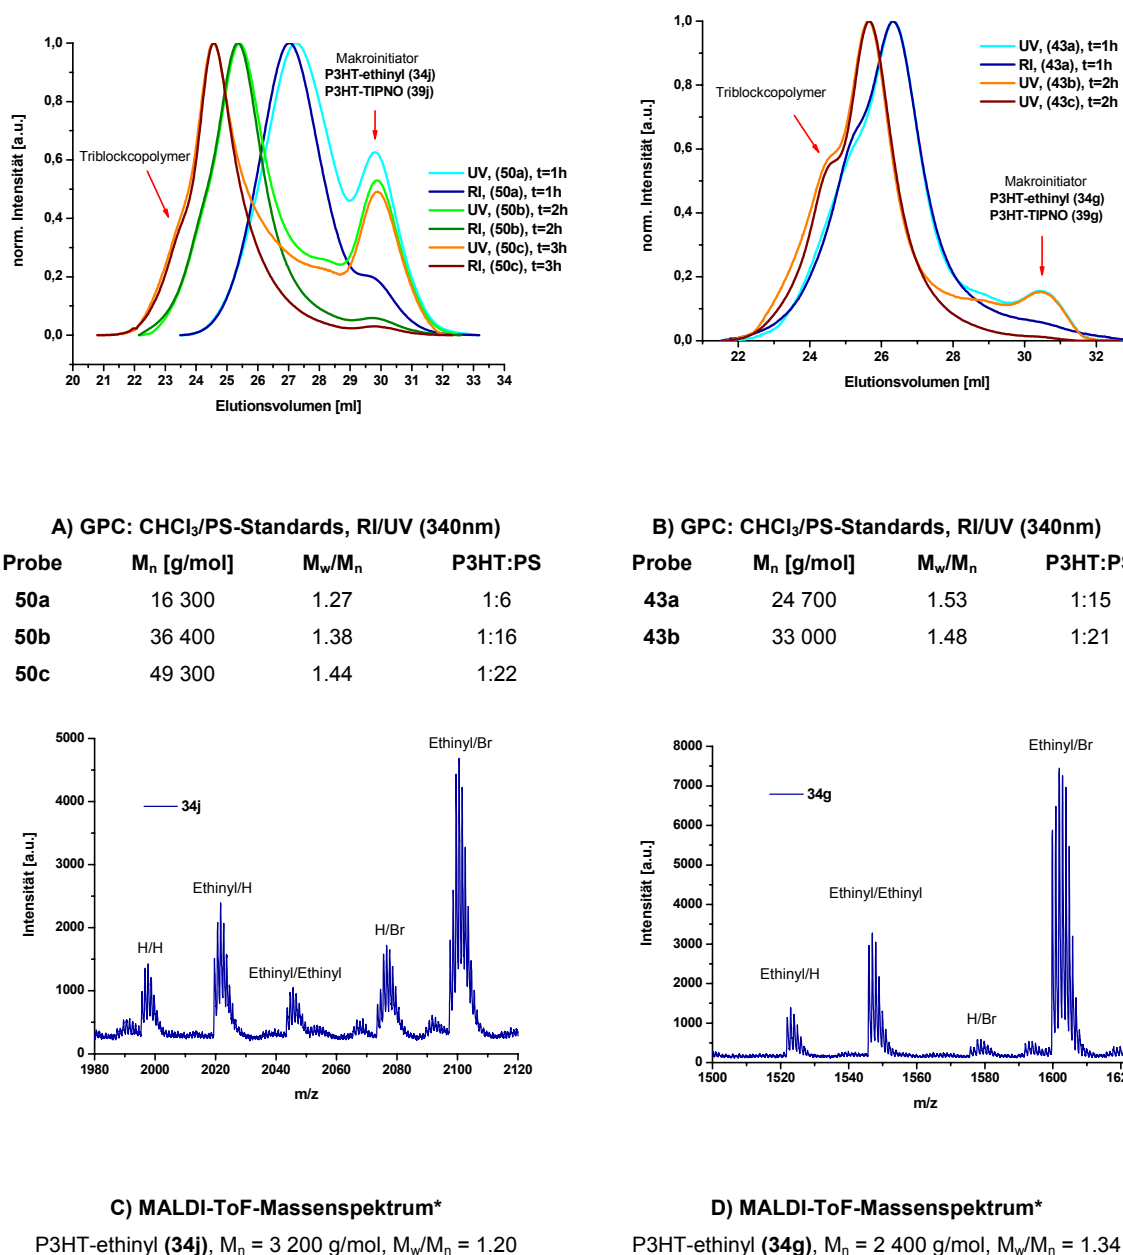 1,0
0,8
0,6
0,4
0,2
0,0
norm. Intensität [a.u.]
20 21 22 23 24 25 26 27 28 29 30 31 32 33 34
Elutionsvolumen [ml]
Makroinitiator
P3HT-ethinyl (34j)
P3HT-TIPNO (39j)
Triblockcopolymer
UV, (50a), t=1h
RI, (50a), t=1h
UV, (50b), t=2h
RI, (50b), t=2h
UV, (50c), t=3h
RI, (50c), t=3h
1,0
0,8
0,6
0,4
0,2
0,0
norm. Intensität [a.u.]
22 24 26 28 30 32
Elutionsvolumen [ml]
UV, (43a), t=1h
RI, (43a), t=1h
UV, (43b), t=2h
UV, (43c), t=2h
Triblockcopolymer
Makroinitiator
P3HT-ethinyl (34g)
P3HT-TIPNO (39g)
A) GPC: CHCl₃/PS-Standards, RI/UV (340nm)
Probe Mₙ [g/mol] M_w/Mₙ P3HT:PS
50a 16 300 1.27 1:6
50b 36 400 1.38 1:16
50c 49 300 1.44 1:22
B) GPC: CHCl₃/PS-Standards, RI/UV (340nm)
Probe Mₙ [g/mol] M_w/Mₙ P3HT:PS
43a 24 700 1.53 1:15
43b 33 000 1.48 1:21
5000
4000
3000
2000
1000
0
Intensität [a.u.]
1980 2000 2020 2040 2060 2080 2100 2120
m/z
34j
H/H
Ethinyl/H
Ethinyl/Ethinyl
H/Br
Ethinyl/Br
8000
7000
6000
5000
4000
3000
2000
1000
0
Intensität [a.u.]
1500 1520 1540 1560 1580 1600 162
m/z
34g
Ethinyl/H
Ethinyl/Ethinyl
H/Br
Ethinyl/Br
C) MALDI-ToF-Massenspektrum*
P3HT-ethinyl (34j), Mₙ = 3 200 g/mol, M_w/Mₙ = 1.20
D) MALDI-ToF-Massenspektrum*
P3HT-ethinyl (34g), Mₙ = 2 400 g/mol, M_w/Mₙ = 1.34